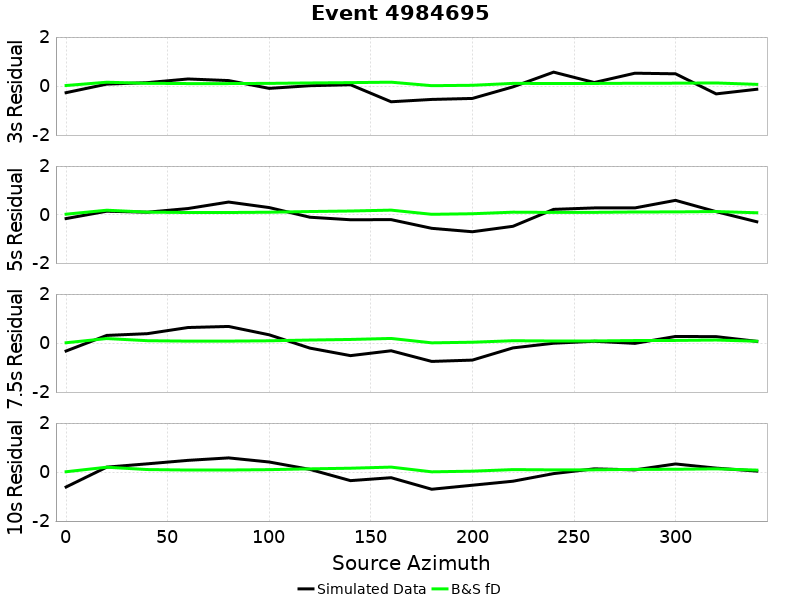 Event 4984695
2
0
-2
3s Residual
2
0
-2
5s Residual
2
0
-2
7.5s Residual
2
0
-2
10s Residual
0 50 100 150 200 250 300
Source Azimuth
Simulated Data B&S fD